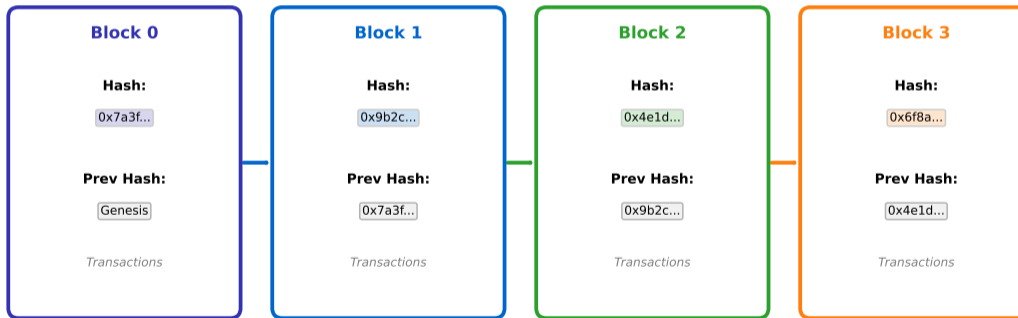 Block 0
Hash:
0x7a3f...
Prev Hash:
Genesis
Transactions
Block 1
Hash:
0x9b2c...
Prev Hash:
0x7a3f...
Transactions
Block 2
Hash:
0x4e1d...
Prev Hash:
0x9b2c...
Transactions
Block 3
Hash:
0x6f8a...
Prev Hash:
0x4e1d...
Transactions